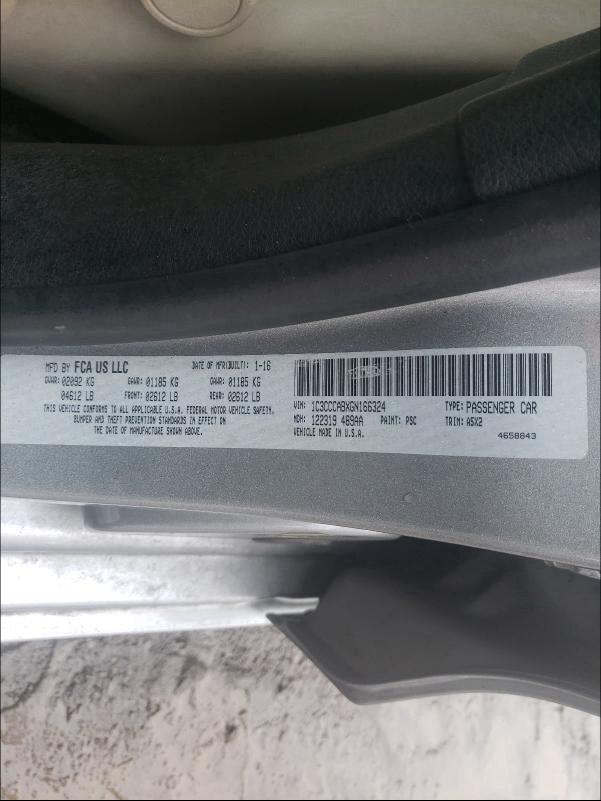 MFD BY FCA US LLC DATE OF MFR(BUILT): 1-16
GVWR: 02092 KG GAWR: 01185 KG GAWR: 01185 KG
04612 LB FRONT: 02612 LB REAR: 02612 LB
THIS VEHICLE CONFORMS TO ALL APPLICABLE U.S.A. FEDERAL MOTOR VEHICLE SAFETY,
BUMPER AND THEFT PREVENTION STANDARDS IN EFFECT ON
THE DATE OF MANUFACTURE SHOWN ABOVE.
VIN: 1C3CCCABXGN166324 TYPE: PASSENGER CAR
MDH: 122319 489AA PAINT: PSC TRIM: A5X2
VEHICLE MADE IN U.S.A. 4658843